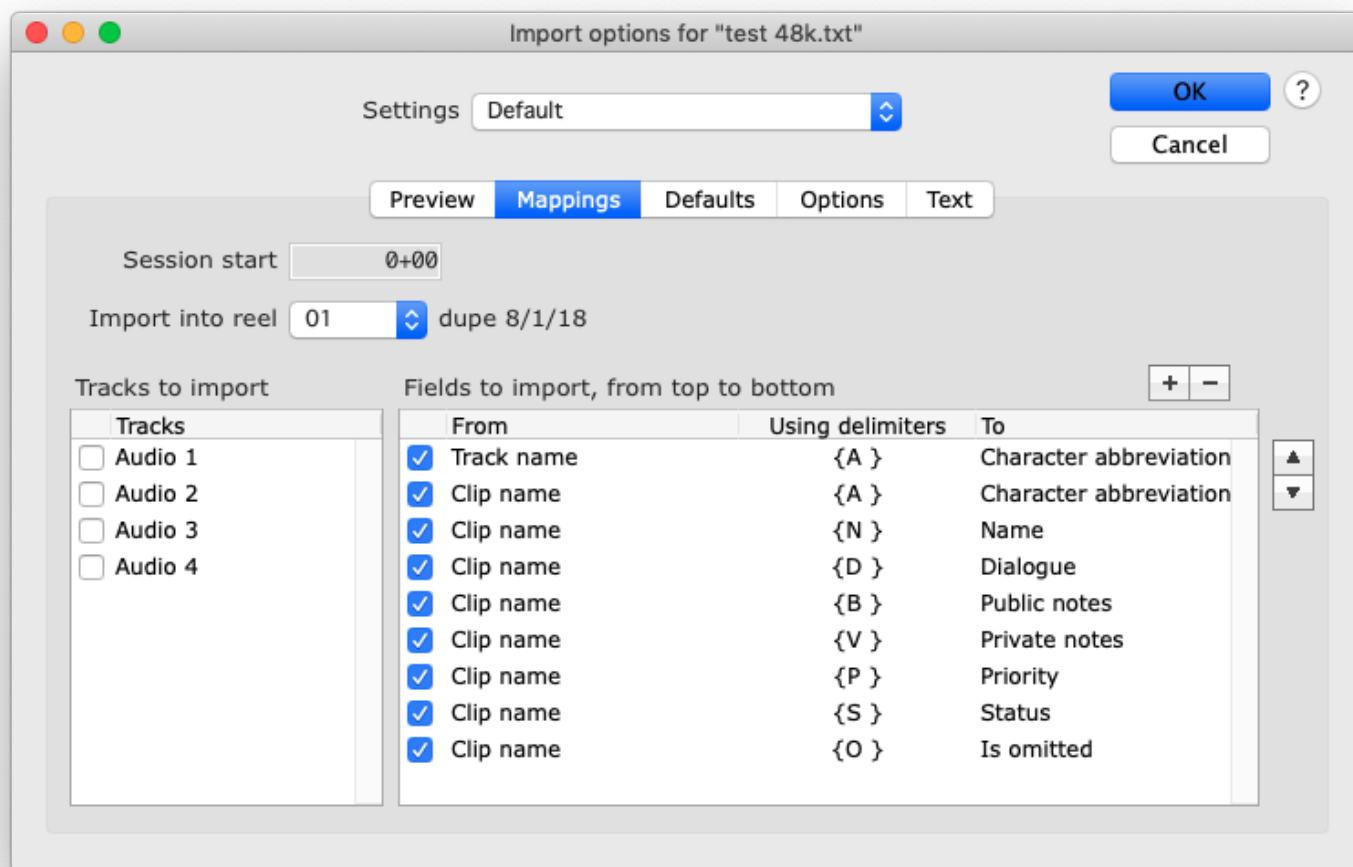 Import options for "test 48k.txt"
Settings Default OK ?
Cancel
Preview Mappings Defaults Options Text
Session start 0+00
Import into reel 01 dupe 8/1/18
Tracks to import Fields to import, from top to bottom + −
Tracks From Using delimiters To
Audio 1 Track name {A } Character abbreviation
Audio 2 Clip name {A } Character abbreviation
Audio 3 Clip name {N } Name
Audio 4 Clip name {D } Dialogue
Clip name {B } Public notes
Clip name {V } Private notes
Clip name {P } Priority
Clip name {S } Status
Clip name {O } Is omitted